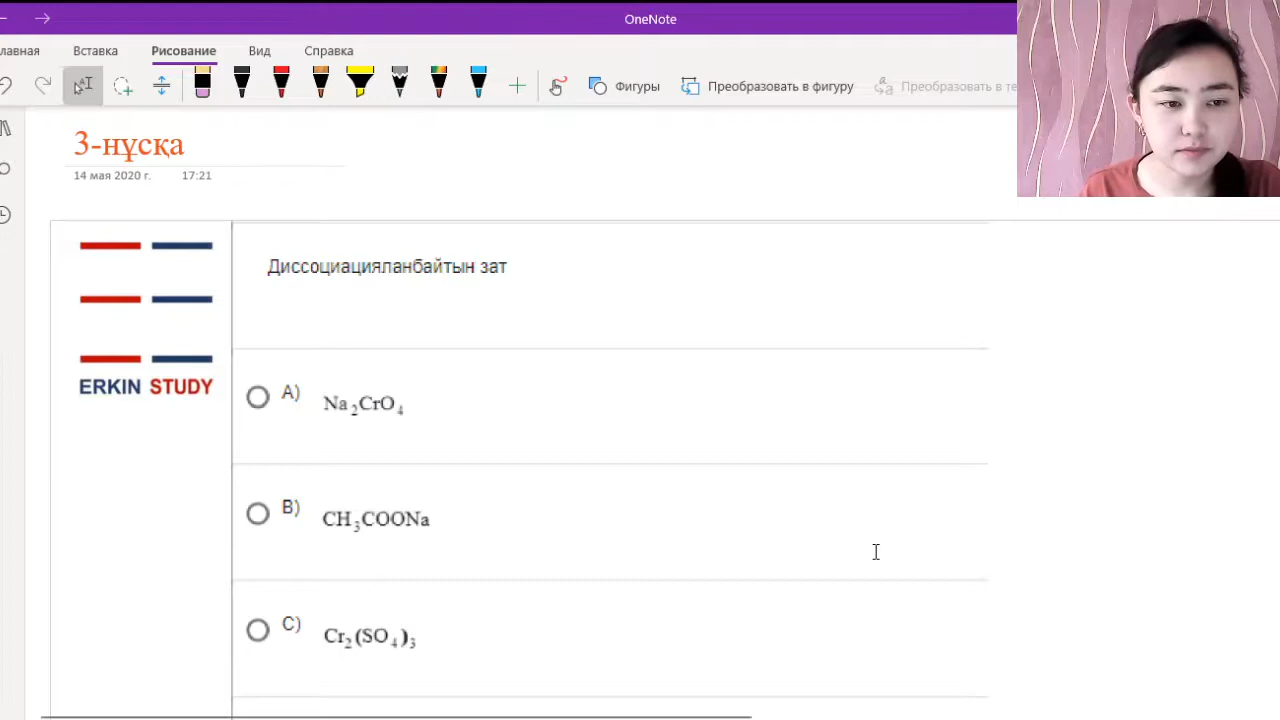 OneNote
лавная Вставка Рисование Вид Справка
Фигуры Преобразовать в фигуру Преобразовать в те
3-нұсқа
14 мая 2020 г. 17:21
Диссоциацияланбайтын зат
ERKIN STUDY
A) Na₂CrO₄
B) CH₃COONa
C) Cr₂(SO₄)₃